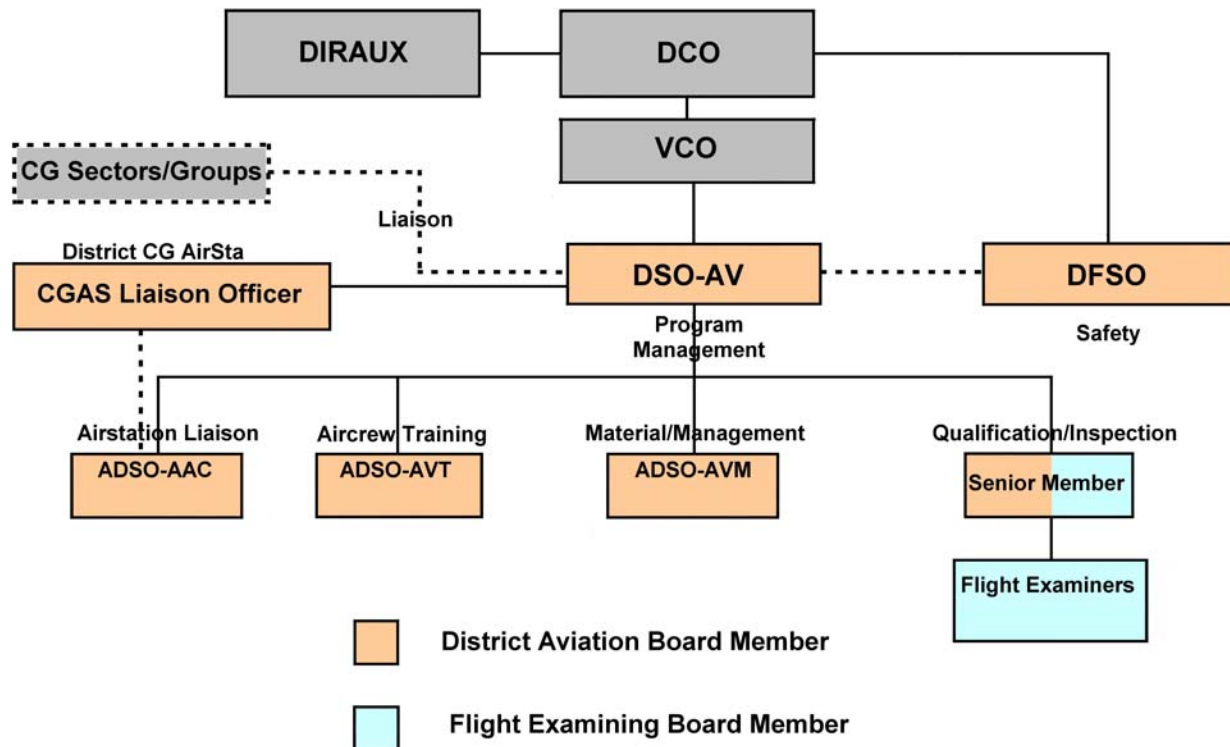 DIRAUX
DCO
VCO
CG Sectors/Groups
Liaison
District CG AirSta
CGAS Liaison Officer
DSO-AV
DFSO
Program
Management
Safety
Airstation Liaison
Aircrew Training
Material/Management
Qualification/Inspection
ADSO-AAC
ADSO-AVT
ADSO-AVM
Senior Member
Flight Examiners
District Aviation Board Member
Flight Examining Board Member